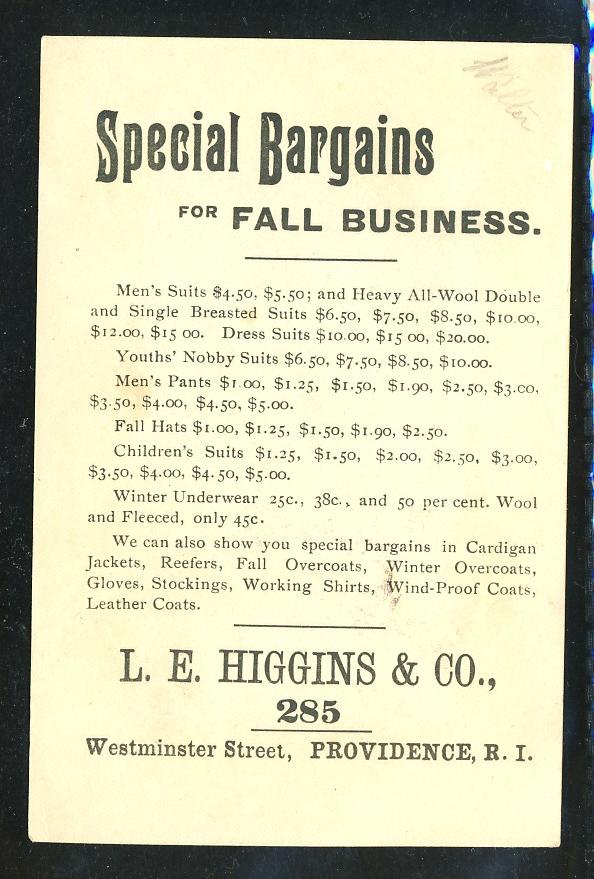 Walter
Special Bargains
FOR FALL BUSINESS.
Men's Suits $4.50, $5.50; and Heavy All-Wool Double
and Single Breasted Suits $6.50, $7.50, $8.50, $10.00,
$12.00, $15 00. Dress Suits $10.00, $15 00, $20.00.
Youths' Nobby Suits $6.50, $7.50, $8.50, $10.00.
Men's Pants $1.00, $1.25, $1.50, $1.90, $2.50, $3.00,
$3.50, $4.00, $4.50, $5.00.
Fall Hats $1.00, $1.25, $1.50, $1.90, $2.50.
Children's Suits $1.25, $1.50, $2.00, $2.50, $3.00,
$3.50, $4.00, $4.50, $5.00.
Winter Underwear 25c., 38c., and 50 per cent. Wool
and Fleeced, only 45c.
We can also show you special bargains in Cardigan
Jackets, Reefers, Fall Overcoats, Winter Overcoats,
Gloves, Stockings, Working Shirts, Wind-Proof Coats,
Leather Coats.
L. E. HIGGINS & CO.,
285
Westminster Street, PROVIDENCE, R. I.